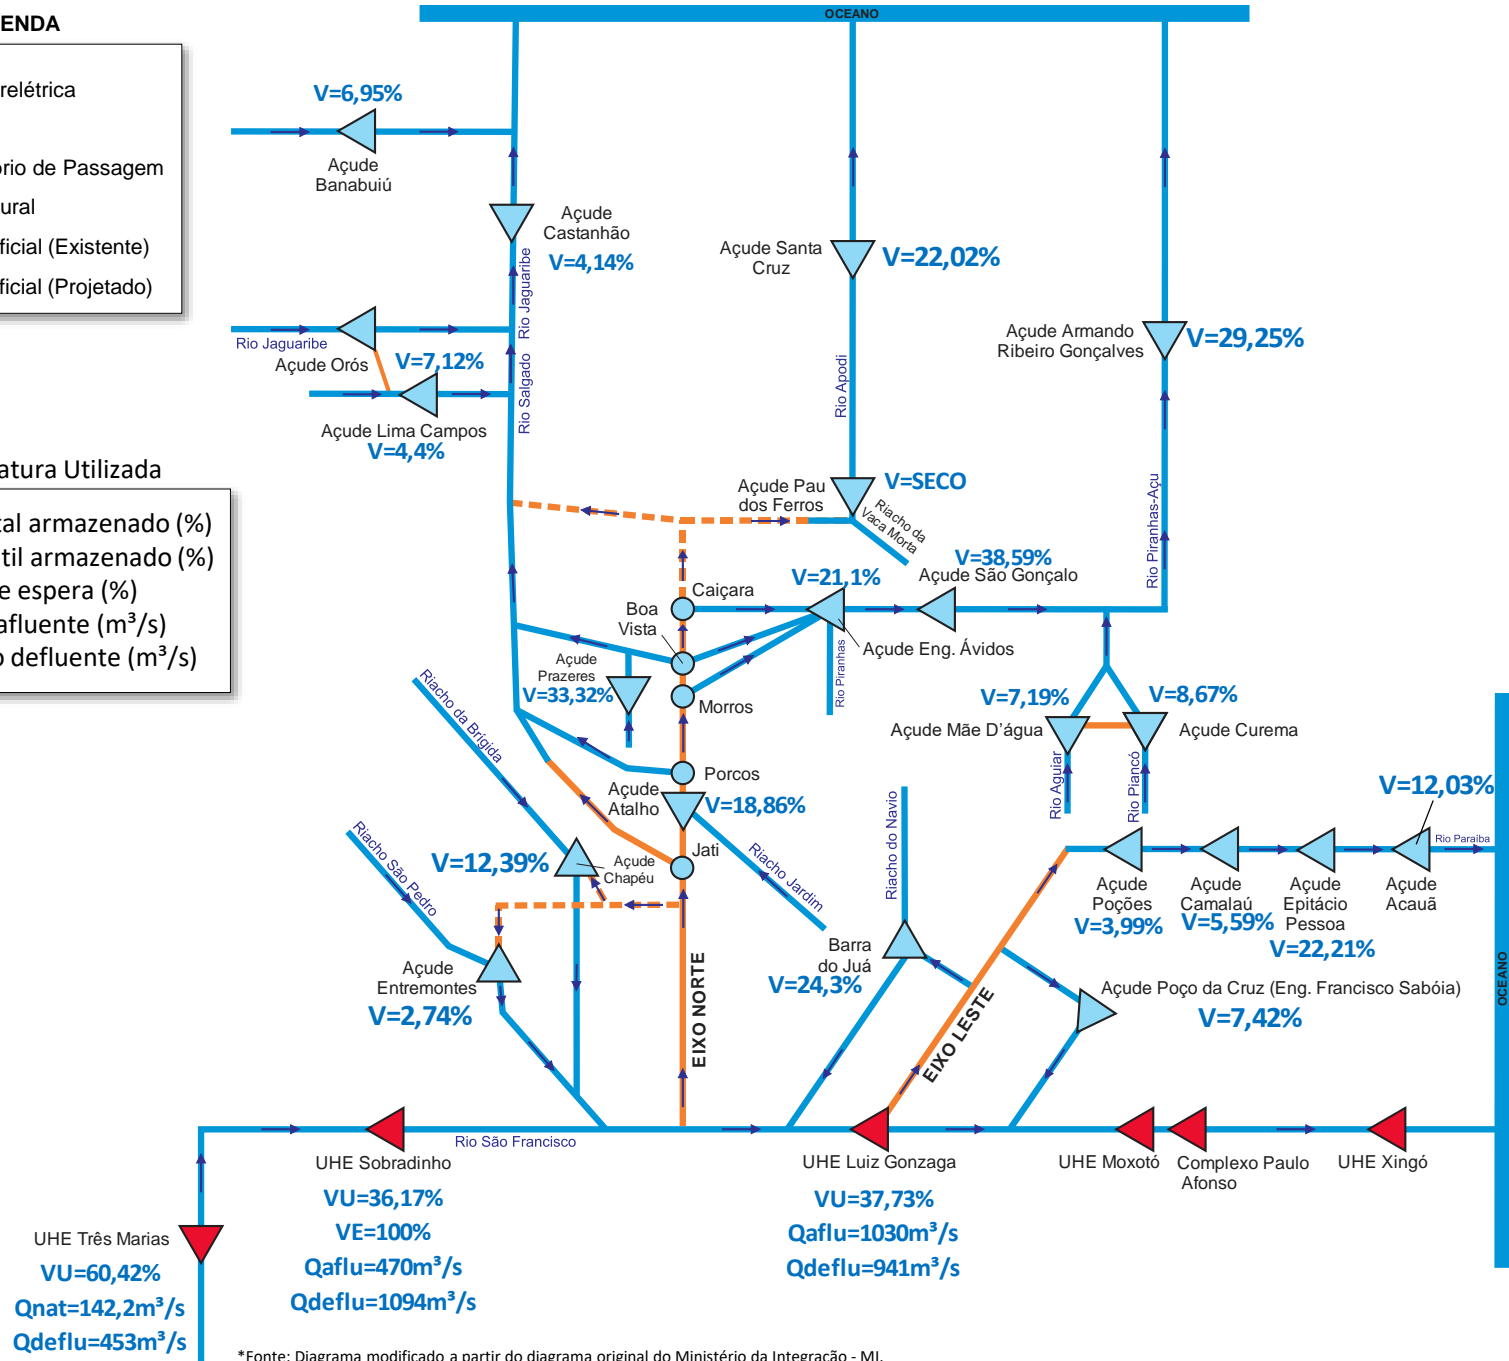 OCEANO
ENDA
relétrica
rio de Passagem
ural
ficial (Existente)
ficial (Projetado)
V=6,95%
Açude
Banabuiú
Açude
Castanhão
V=4,14%
Rio Jaguaribe
Açude Santa
Cruz
V=22,02%
Açude Armando
Ribeiro Gonçalves
V=29,25%
Rio Jaguaribe
Açude Orós
V=7,12%
Rio Salgado
Rio Apodi
Açude Lima Campos
V=4,4%
atura Utilizada
tal armazenado (%)
til armazenado (%)
e espera (%)
afluente (m³/s)
o defluente (m³/s)
Açude Pau
dos Ferros
V=SECO
Riacho da
Vaca Morta
Rio Piranhas-Açu
V=38,59%
Açude São Gonçalo
V=21,1%
Caiçara
Boa
Vista
Açude Eng. Ávidos
Rio Piranhas
Açude
Prazeres
V=33,32%
Morros
Riacho da Brígida
V=7,19%
Açude Mãe D'água
V=8,67%
Açude Curema
Rio Aguiar
Rio Piancó
Porcos
Açude
Atalho
V=18,86%
V=12,03%
Riacho São Pedro
V=12,39%
Açude
Chapéu
Jati
Riacho Jardim
Riacho do Navio
Rio Paraiba
Açude
Poções
V=3,99%
Açude
Camalaú
V=5,59%
Açude
Epitácio
Pessoa
V=22,21%
Açude
Acauã
Açude
Entremontes
V=2,74%
EIXO NORTE
Barra
do Juá
V=24,3%
EIXO LESTE
Açude Poço da Cruz (Eng. Francisco Sabóia)
V=7,42%
OCEANO
Rio São Francisco
UHE Sobradinho
VU=36,17%
VE=100%
Qaflu=470m³/s
Qdeflu=1094m³/s
UHE Luiz Gonzaga
VU=37,73%
Qaflu=1030m³/s
Qdeflu=941m³/s
UHE Moxotó
Complexo Paulo
Afonso
UHE Xingó
UHE Três Marias
VU=60,42%
Qnat=142,2m³/s
Qdeflu=453m³/s
*Fonte: Diagrama modificado a partir do diagrama original do Ministério da Integração - MI.